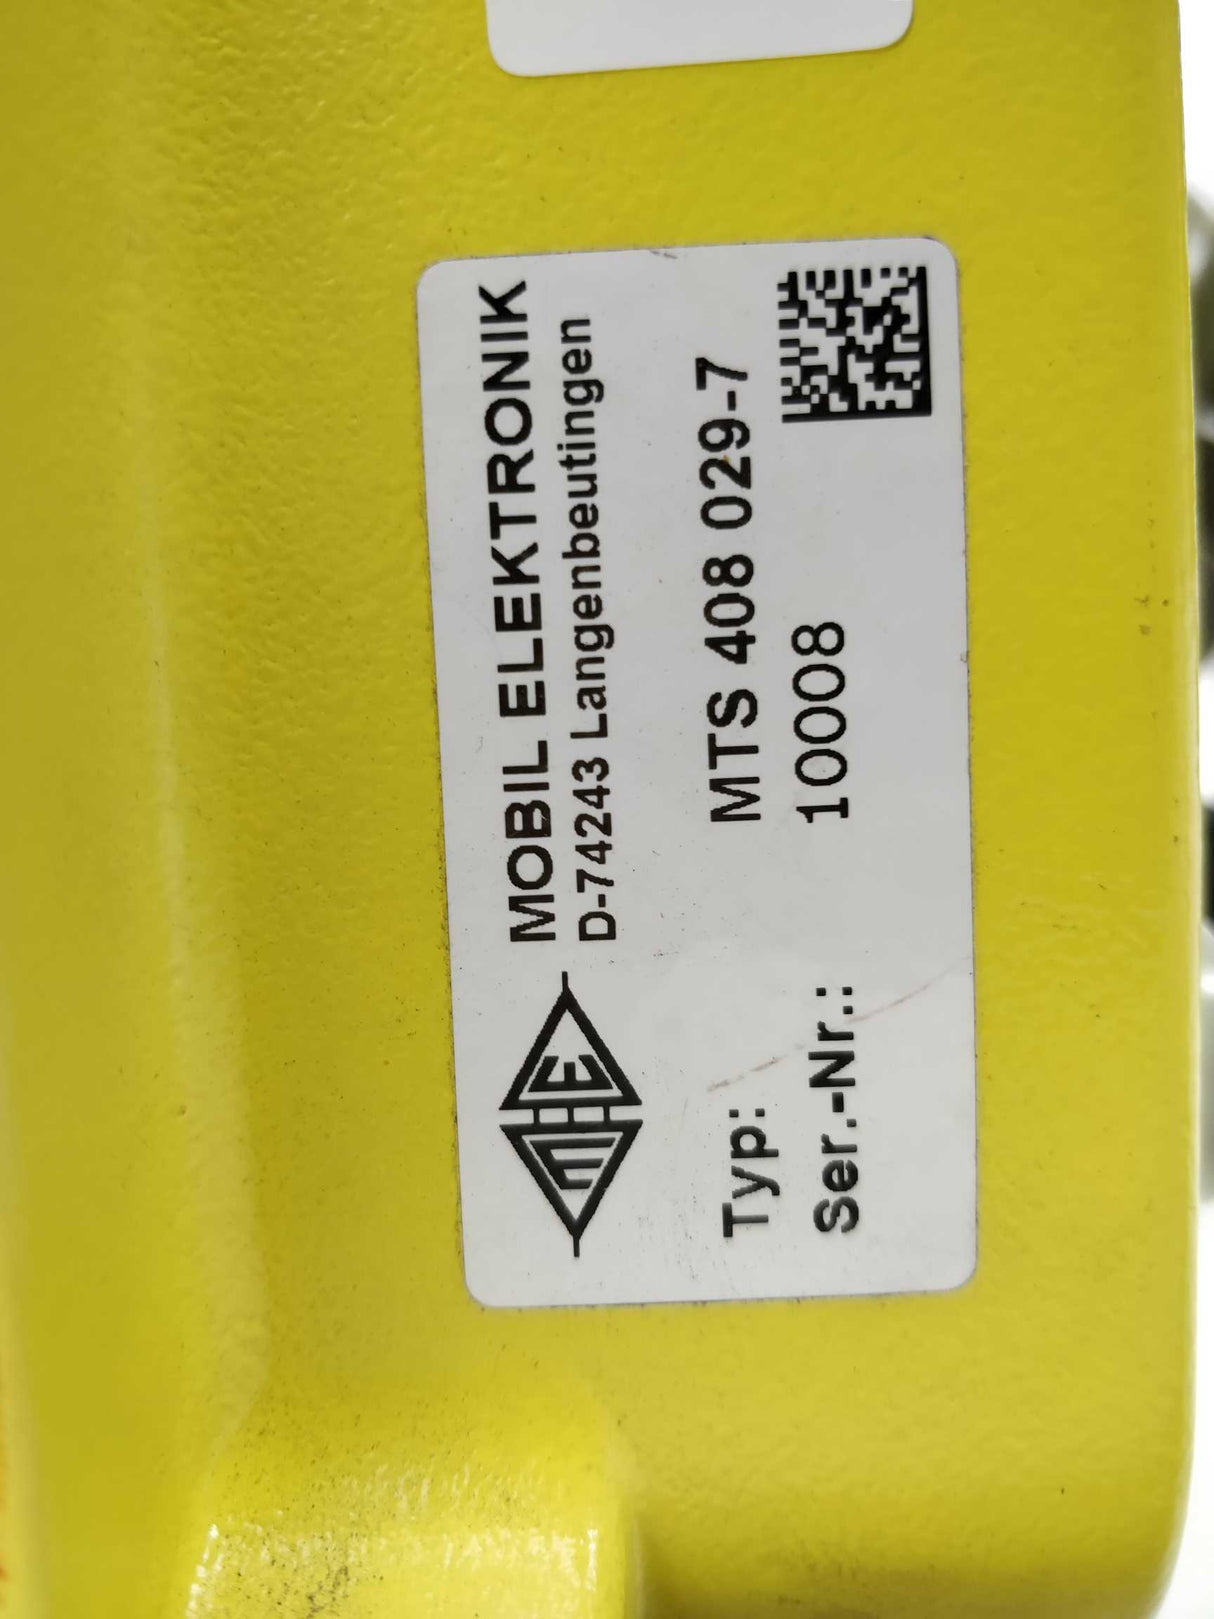 MOBIL ELEKTRONIK
D-74243 Langenbeutingen
Typ: MTS 408 029-7
Ser.-Nr.: 10008